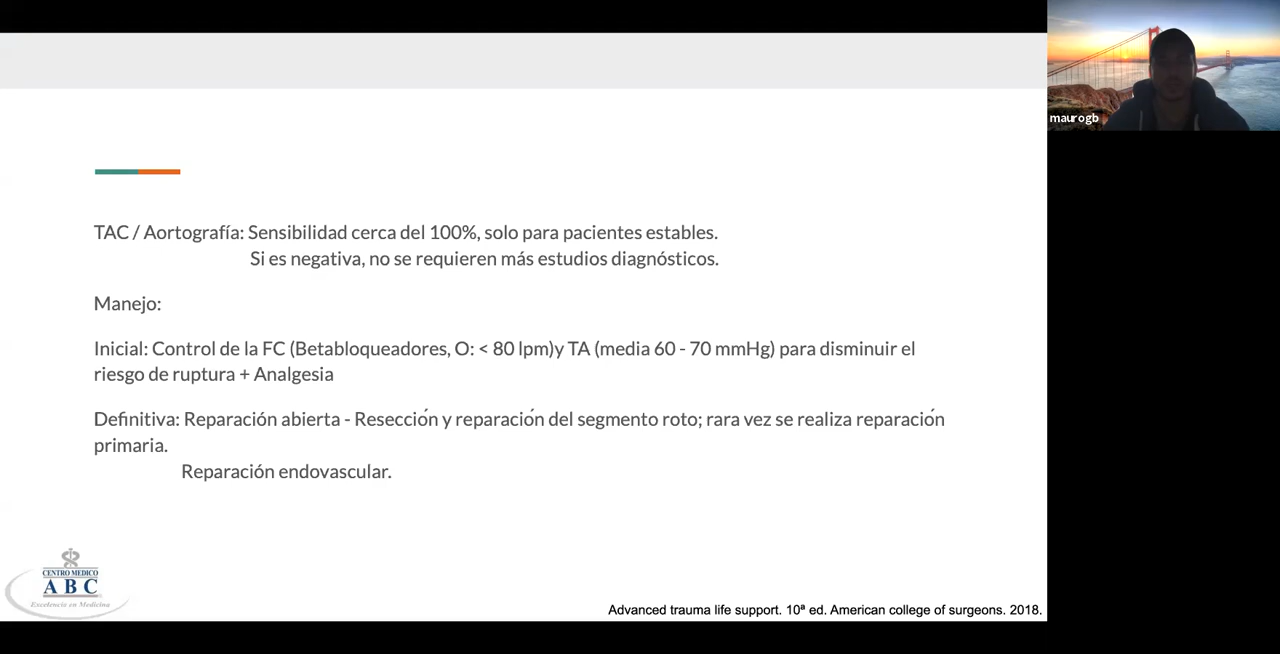 maurogb
TAC / Aortografía: Sensibilidad cerca del 100%, solo para pacientes estables.
Si es negativa, no se requieren más estudios diagnósticos.
Manejo:
Inicial: Control de la FC (Betabloqueadores, O: < 80 lpm)y TA (media 60 - 70 mmHg) para disminuir el
riesgo de ruptura + Analgesia
Definitiva: Reparación abierta - Resección y reparación del segmento roto; rara vez se realiza reparación
primaria.
Reparación endovascular.
CENTRO MEDICO
ABC
Excelencia en Medicina
Advanced trauma life support. 10ª ed. American college of surgeons. 2018.